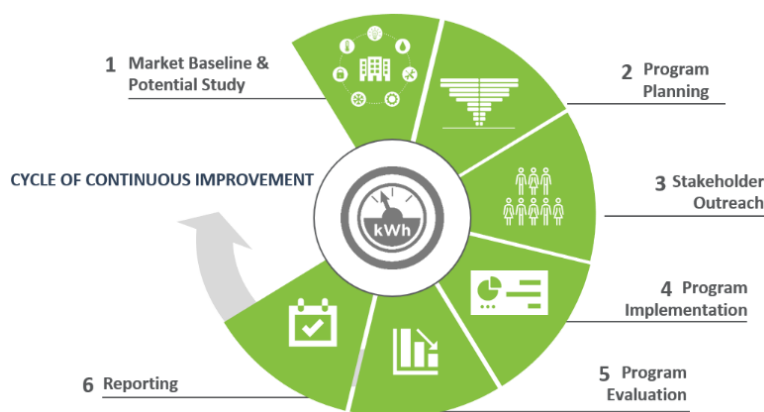 1 Market Baseline &
Potential Study
2 Program
Planning
CYCLE OF CONTINUOUS IMPROVEMENT
3 Stakeholder
Outreach
kWh
4 Program
Implementation
6 Reporting
5 Program
Evaluation